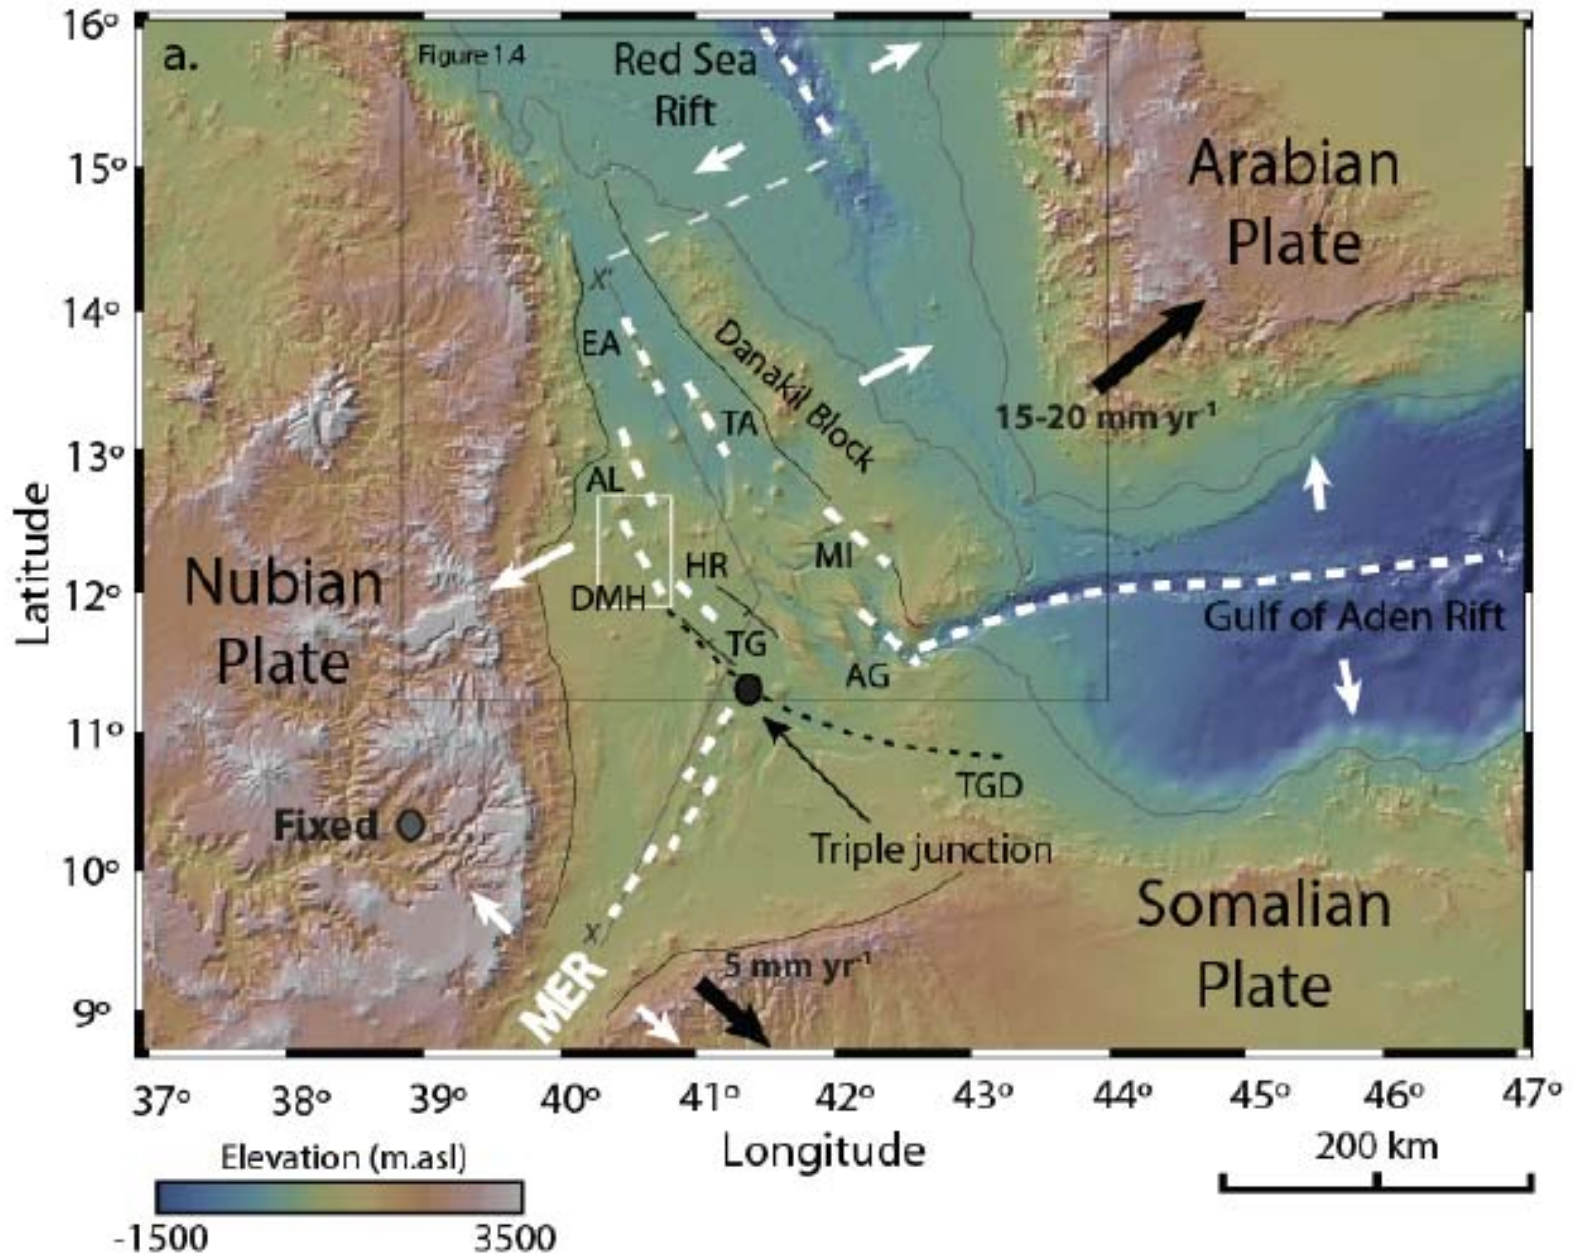 16°
a.
Figure 1.4
Red Sea
Rift
Arabian
Plate
15°
14°
X'
EA
Danakil Block
TA
15-20 mm yr-1
13°
AL
Latitude
Nubian
Plate
HR
MI
12°
DMH
Gulf of Aden Rift
TG
AG
11°
TGD
Fixed
Triple junction
10°
Somalian
Plate
X
5 mm yr-1
MER
9°
37° 38° 39° 40° 41° 42° 43° 44° 45° 46° 47°
Longitude
Elevation (m.asl)
-1500 3500
200 km